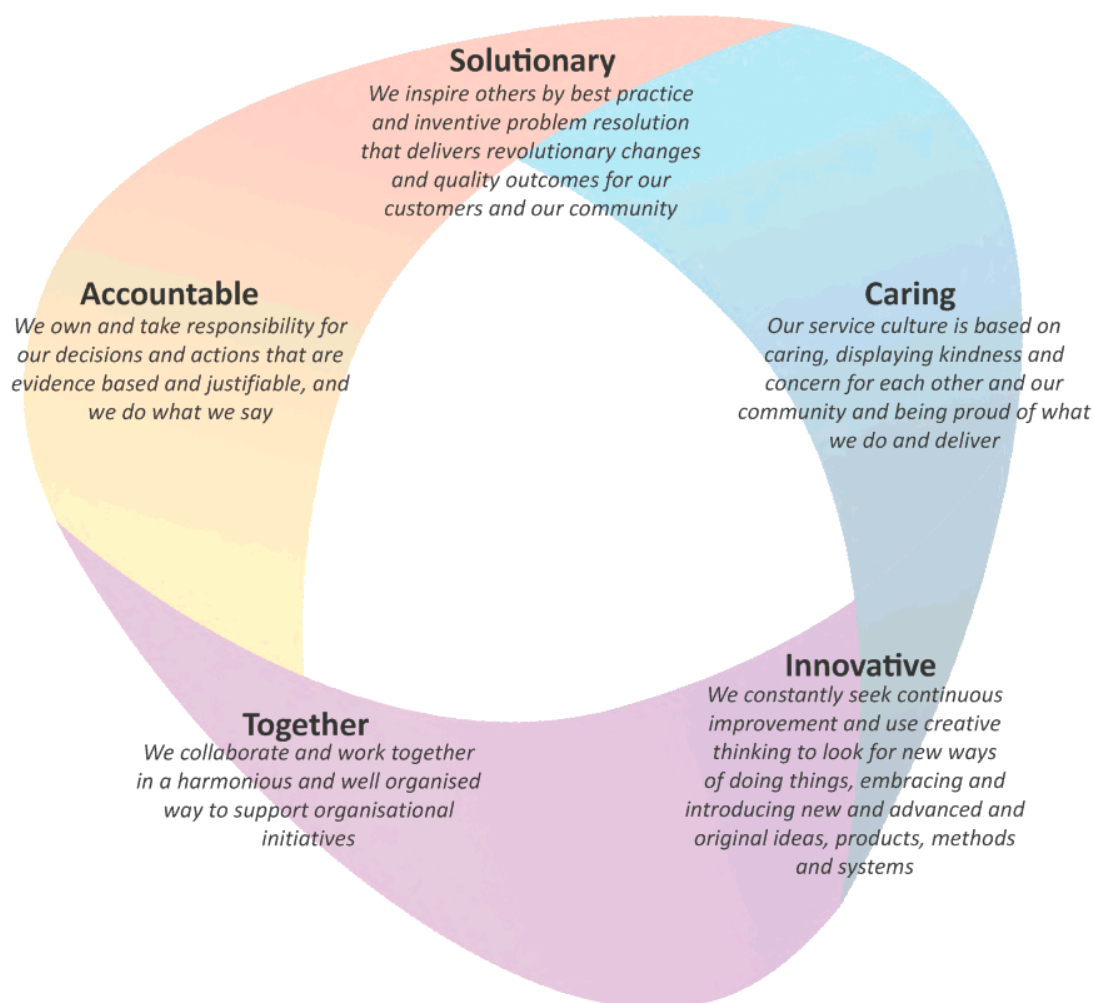 Solutionary
We inspire others by best practice
and inventive problem resolution
that delivers revolutionary changes
and quality outcomes for our
customers and our community
Accountable
We own and take responsibility for
our decisions and actions that are
evidence based and justifiable, and
we do what we say
Caring
Our service culture is based on
caring, displaying kindness and
concern for each other and our
community and being proud of what
we do and deliver
Together
We collaborate and work together
in a harmonious and well organised
way to support organisational
initiatives
Innovative
We constantly seek continuous
improvement and use creative
thinking to look for new ways
of doing things, embracing and
introducing new and advanced and
original ideas, products, methods
and systems